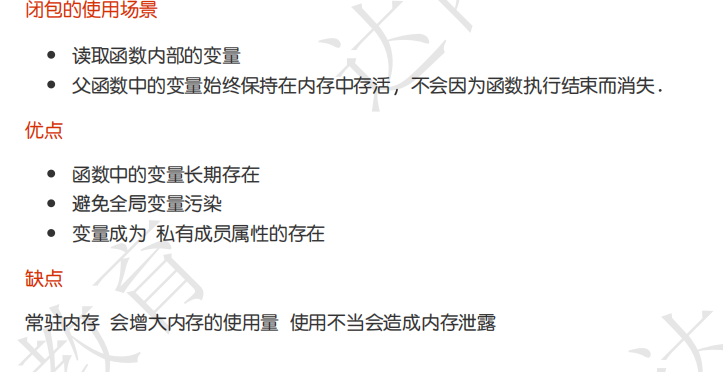 闭包的使用场景
读取函数内部的变量
父函数中的变量始终保持在内存中存活，不会因为函数执行结束而消失.
优点
函数中的变量长期存在
避免全局变量污染
变量成为 私有成员属性的存在
缺点
常驻内存 会增大内存的使用量 使用不当会造成内存泄露
达
教育
达